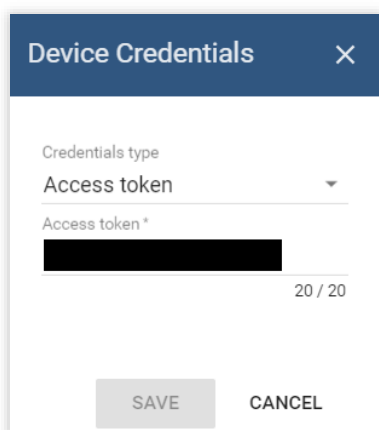 Device Credentials
Credentials type
Access token
Access token *
20 / 20
SAVE CANCEL